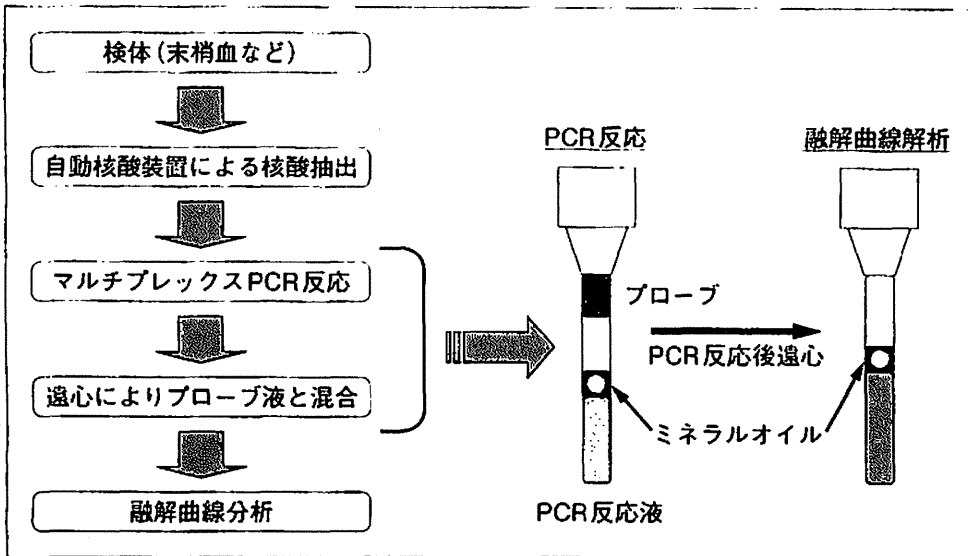 検体(末梢血など)
自動核酸装置による核酸抽出
マルチプレックスPCR反応
遠心によりプローブ液と混合
融解曲線分析
PCR反応
融解曲線解析
プローブ
PCR反応後遠心
ミネラルオイル
PCR反応液